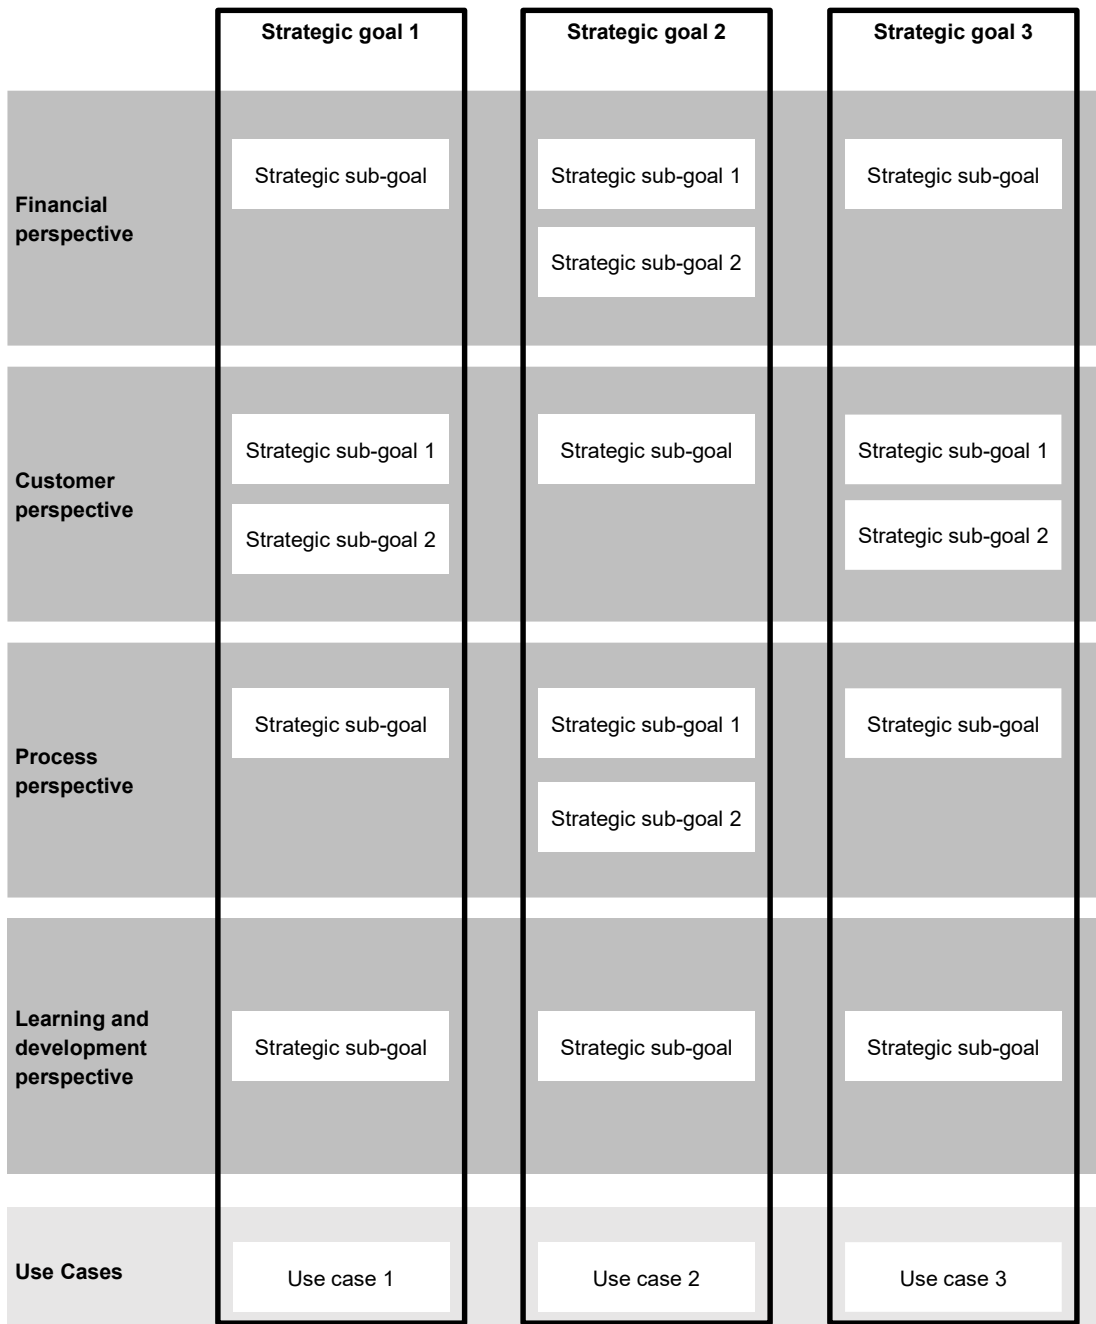 Strategic goal 1
Strategic goal 2
Strategic goal 3
Financial
perspective
Strategic sub-goal
Strategic sub-goal 1
Strategic sub-goal 2
Strategic sub-goal
Customer
perspective
Strategic sub-goal 1
Strategic sub-goal 2
Strategic sub-goal
Strategic sub-goal 1
Strategic sub-goal 2
Process
perspective
Strategic sub-goal
Strategic sub-goal 1
Strategic sub-goal 2
Strategic sub-goal
Learning and
development
perspective
Strategic sub-goal
Strategic sub-goal
Strategic sub-goal
Use Cases
Use case 1
Use case 2
Use case 3